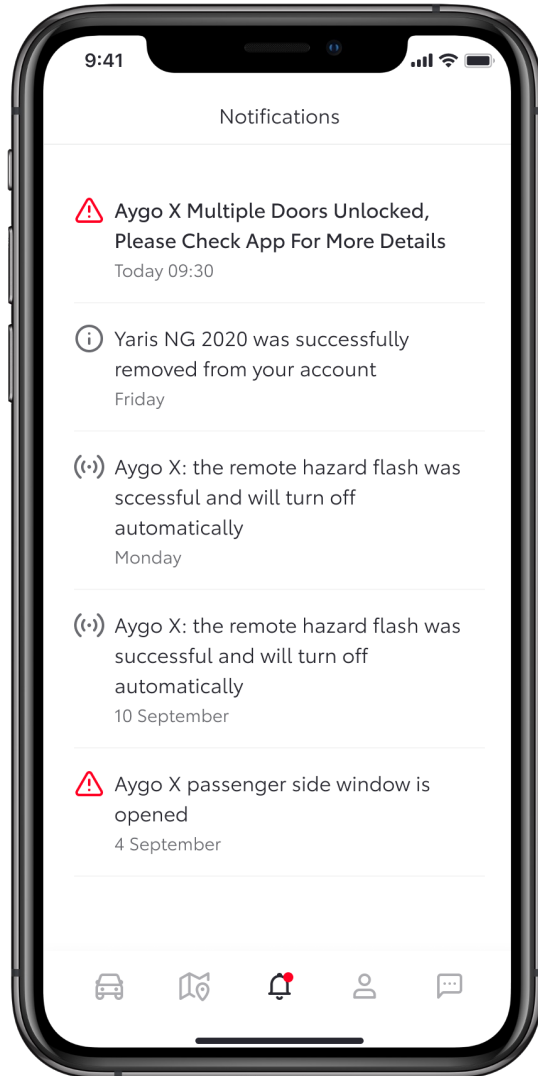 9:41
Notifications
Aygo X Multiple Doors Unlocked,
Please Check App For More Details
Today 09:30
Yaris NG 2020 was successfully
removed from your account
Friday
Aygo X: the remote hazard flash was
sccessful and will turn off
automatically
Monday
Aygo X: the remote hazard flash was
successful and will turn off
automatically
10 September
Aygo X passenger side window is
opened
4 September